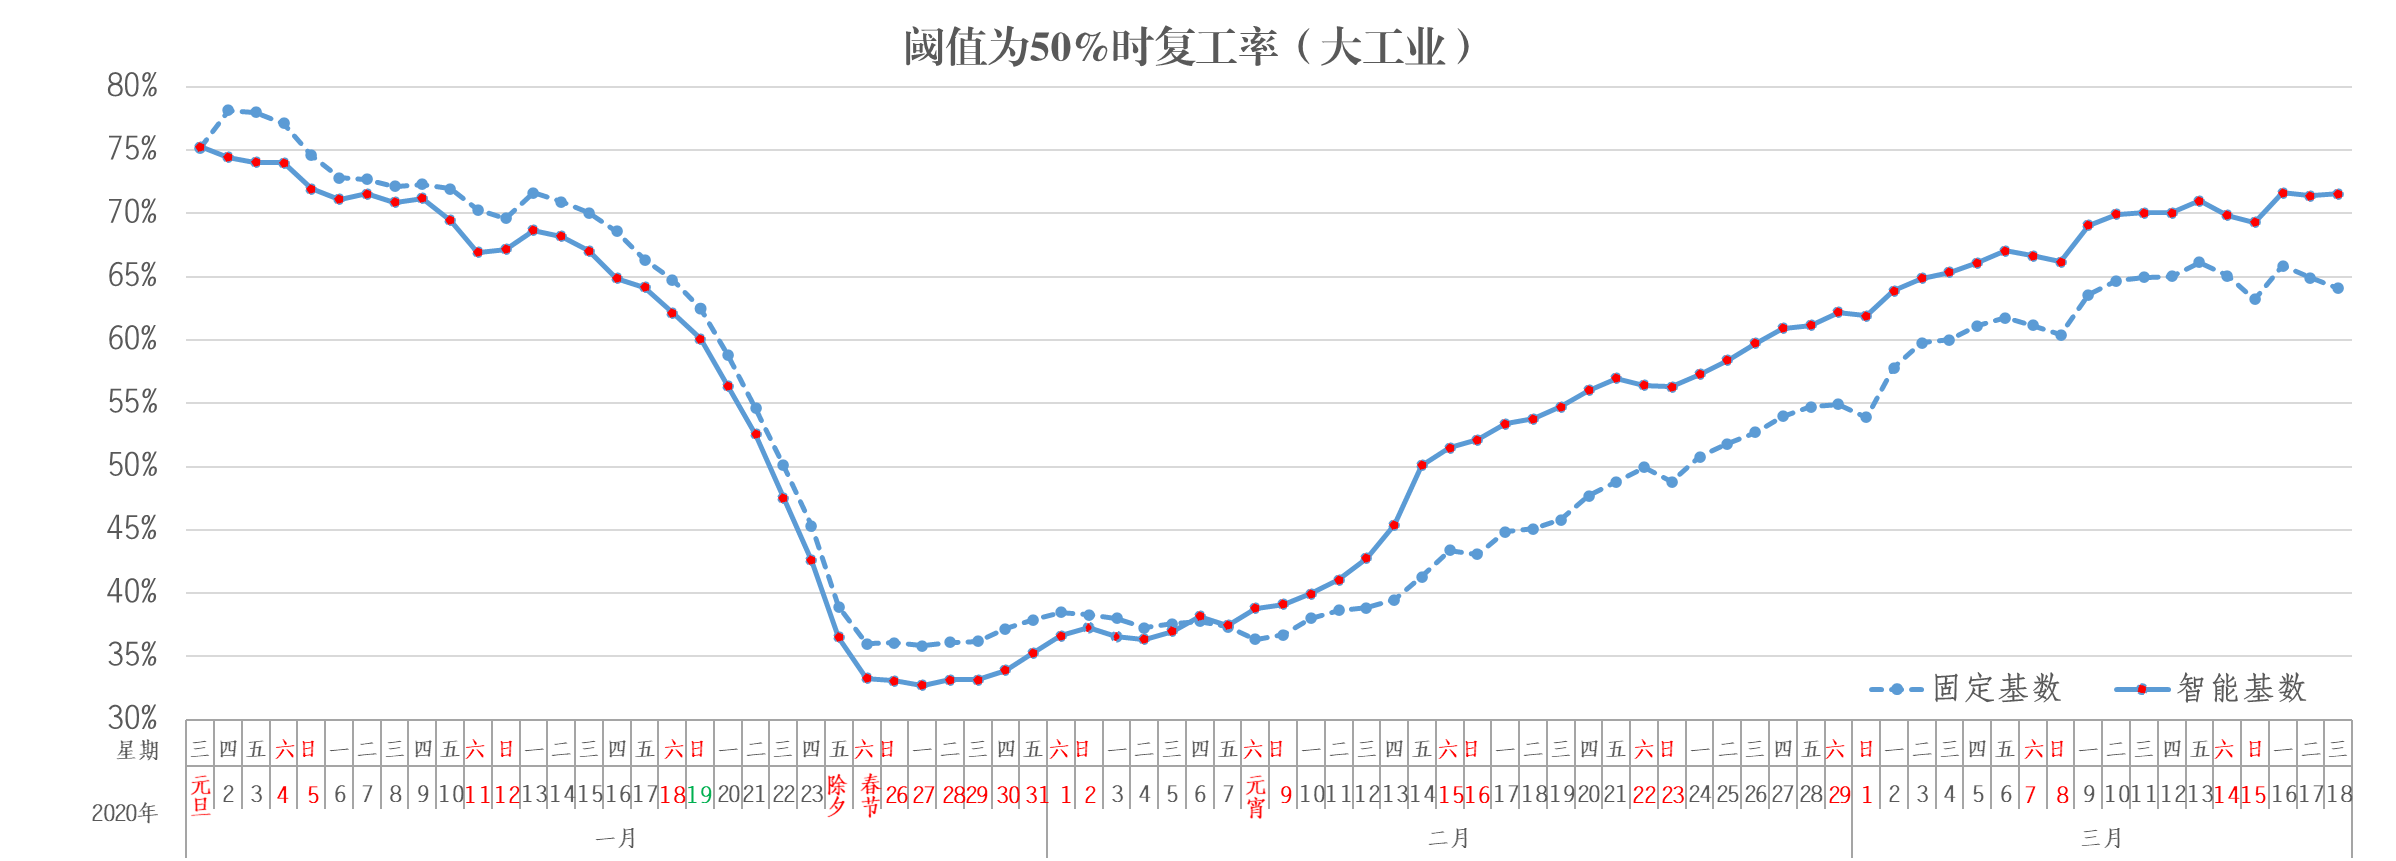 阈值为50%时复工率（大工业）
80%
75%
70%
65%
60%
55%
50%
45%
40%
35%
30%
固定基数 智能基数
星期 三 四 五 六 日 一 二 三 四 五 六 日 一 二 三 四 五 六 日 一 二 三 四 五 六 日 一 二 三 四 五 六 日 一 二 三 四 五 六 日 一 二 三 四 五 六 日 一 二 三 四 五 六 日 一 二 三 四 五 六 日 一 二 三 四 五 六 日 一 二 三 四 五 六 日 一 二 三
元旦 2 3 4 5 6 7 8 9 10 11 12 13 14 15 16 17 18 19 20 21 22 23 除夕 春节 26 27 28 29 30 31 1 2 3 4 5 6 7 元宵 9 10 11 12 13 14 15 16 17 18 19 20 21 22 23 24 25 26 27 28 29 1 2 3 4 5 6 7 8 9 10 11 12 13 14 15 16 17 18
2020年
一月 二月 三月